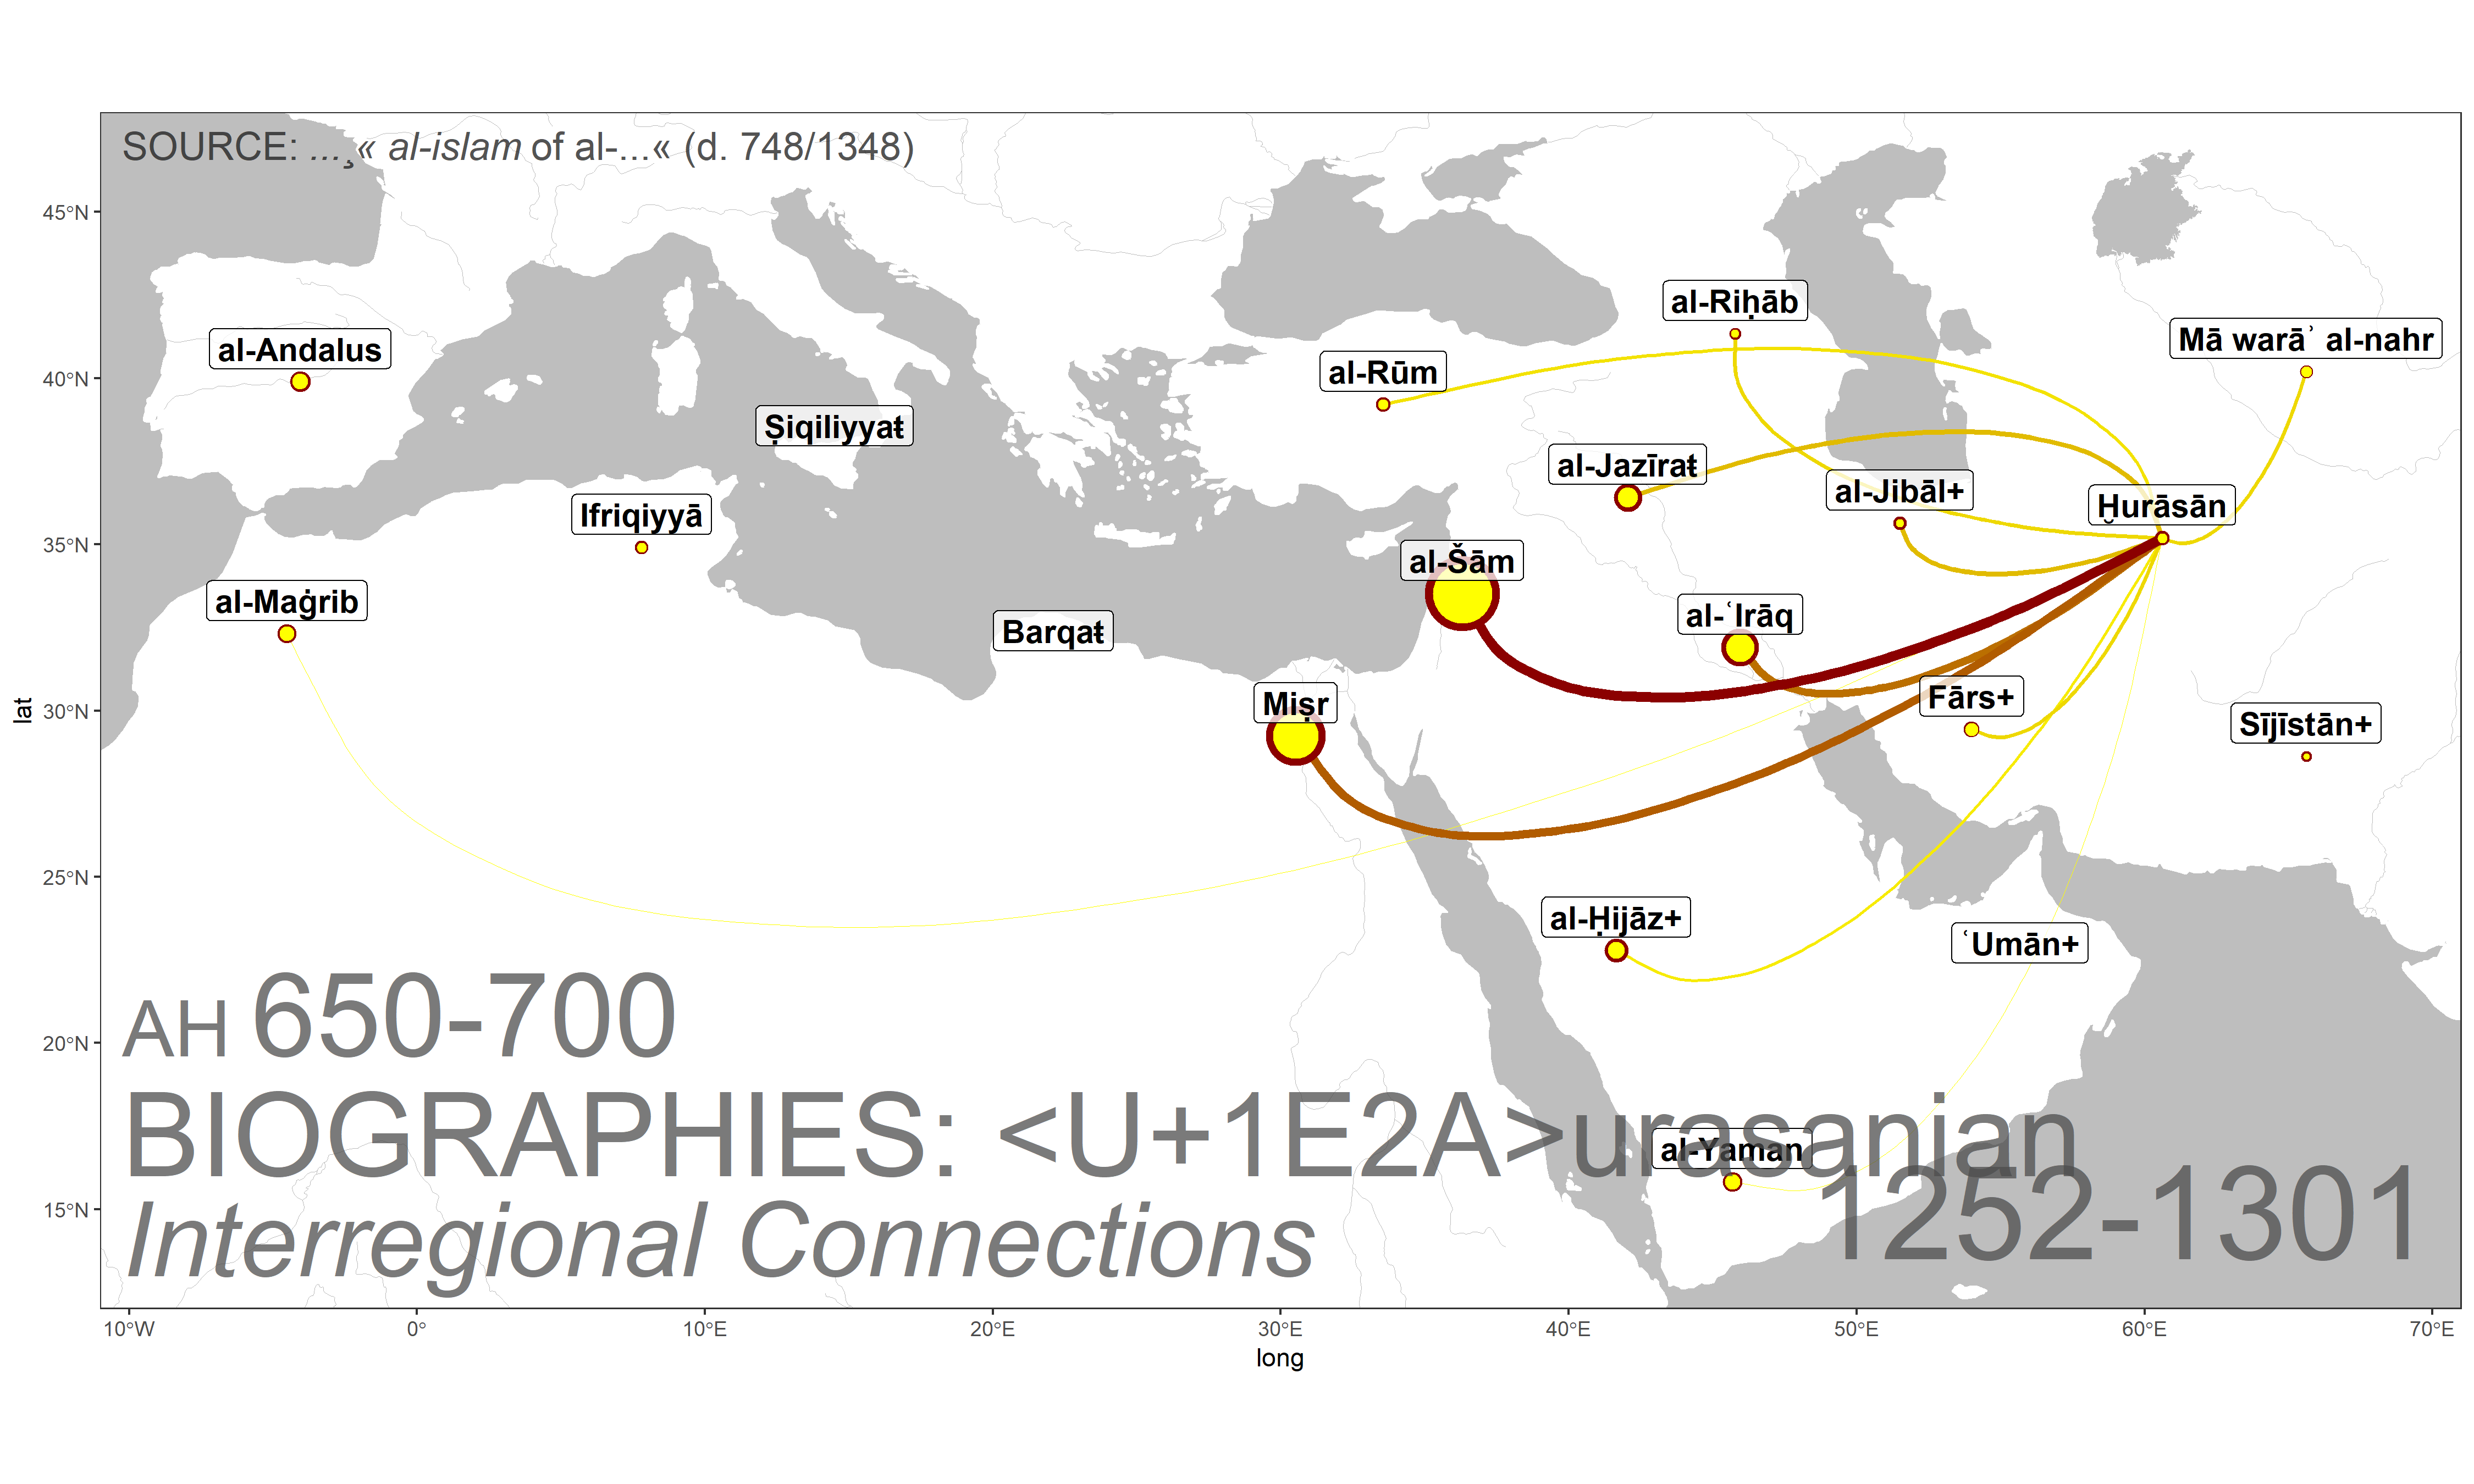 SOURCE: ...¸« al-islam of al-...« (d. 748/1348)
45°N
40°N
35°N
30°N
25°N
20°N
15°N
lat
al-Riḥāb
Mā warāʾ al-nahr
al-Andalus
al-Rūm
Ṣiqiliyyaŧ
al-Jazīraŧ
al-Jibāl+
Ḫurāsān
Ifriqiyyā
al-Šām
al-Maġrib
al-ʿIrāq
Barqaŧ
Miṣr
Fārs+
Sījīstān+
al-Ḥijāz+
ʿUmān+
AH 650-700
BIOGRAPHIES: <U+1E2A>urasanian
al-Yaman
1252-1301
Interregional Connections
10°W 0° 10°E 20°E 30°E 40°E 50°E 60°E 70°E
long